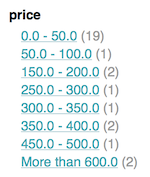 price
0.0 - 50.0 (19)
50.0 - 100.0 (1)
150.0 - 200.0 (2)
250.0 - 300.0 (1)
300.0 - 350.0 (1)
350.0 - 400.0 (2)
450.0 - 500.0 (1)
More than 600.0 (2)